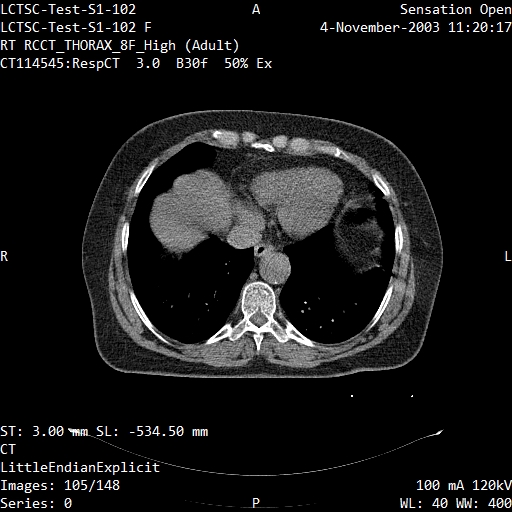 LCTSC-Test-S1-102 A Sensation Open
LCTSC-Test-S1-102 F 4-November-2003 11:20:17
RT RCCT_THORAX_8F_High (Adult)
CT114545:RespCT 3.0 B30f 50% Ex
R L
ST: 3.00 mm SL: -534.50 mm
CT
LittleEndianExplicit
Images: 105/148 100 mA 120kV
Series: 0 P WL: 40 WW: 400